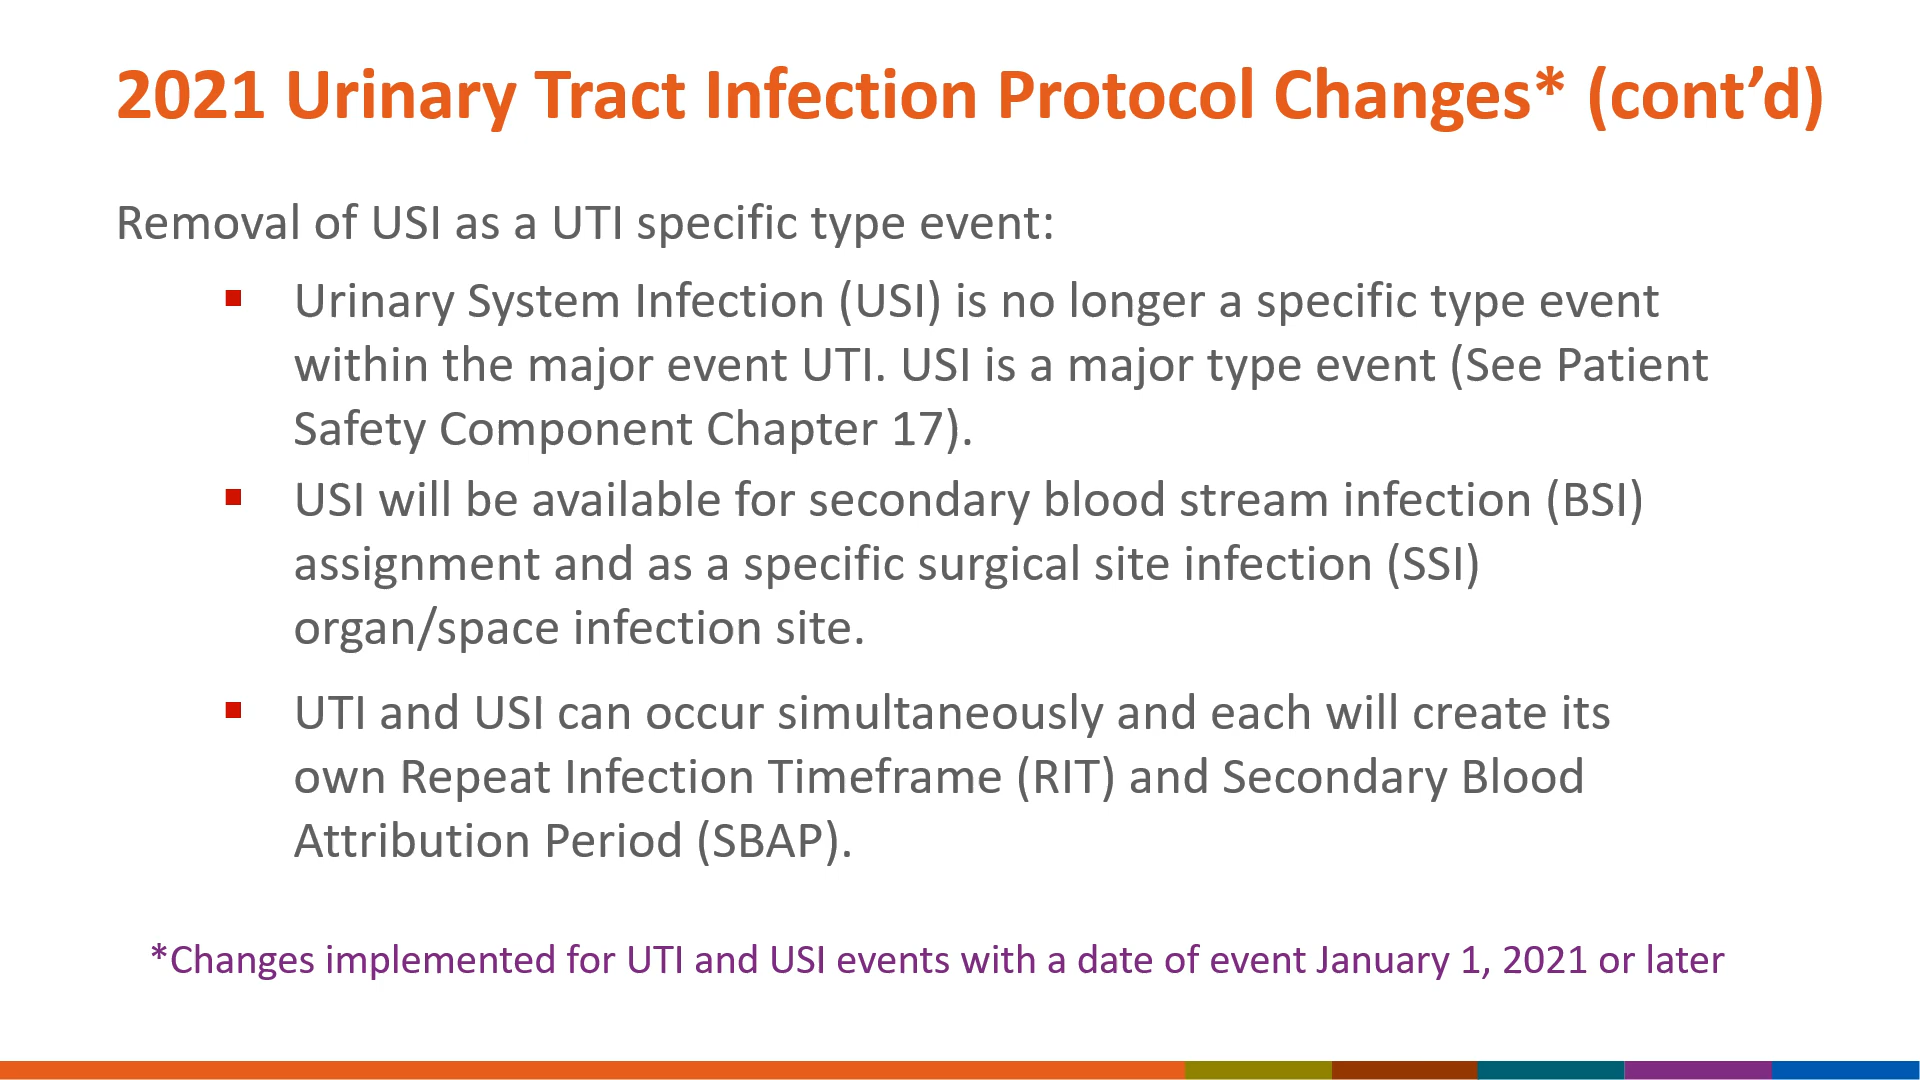 2021 Urinary Tract Infection Protocol Changes* (cont’d)
Removal of USI as a UTI specific type event:
▪ Urinary System Infection (USI) is no longer a specific type event
within the major event UTI. USI is a major type event (See Patient
Safety Component Chapter 17).
▪ USI will be available for secondary blood stream infection (BSI)
assignment and as a specific surgical site infection (SSI)
organ/space infection site.
▪ UTI and USI can occur simultaneously and each will create its
own Repeat Infection Timeframe (RIT) and Secondary Blood
Attribution Period (SBAP).
*Changes implemented for UTI and USI events with a date of event January 1, 2021 or later